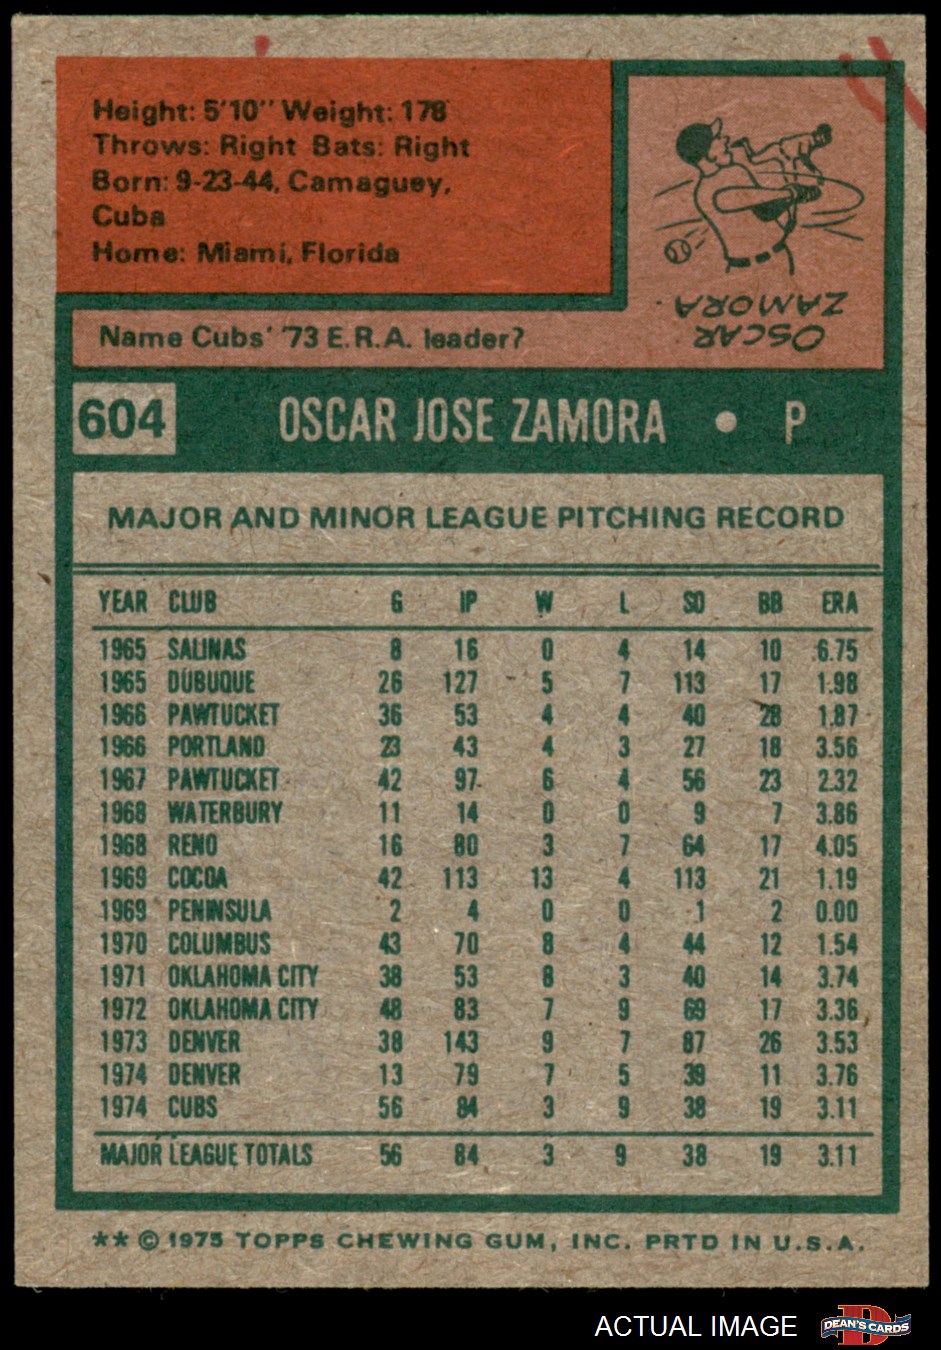 Height: 5'10" Weight: 178
Throws: Right Bats: Right
Born: 9-23-44, Camaguey,
Cuba
Home: Miami, Florida
Name Cubs' '73 E.R.A. leader?
OSCAR
ZAMORA.
604 OSCAR JOSE ZAMORA • P
MAJOR AND MINOR LEAGUE PITCHING RECORD
YEAR CLUB G IP W L SO BB ERA
1965 SALINAS 8 16 0 4 14 10 6.75
1965 DUBUQUE 26 127 5 7 113 17 1.98
1966 PAWTUCKET 36 53 4 4 40 28 1.87
1966 PORTLAND 23 43 4 3 27 18 3.56
1967 PAWTUCKET 42 97 6 4 56 23 2.32
1968 WATERBURY 11 14 0 0 9 7 3.86
1968 RENO 16 80 3 7 64 17 4.05
1969 COCOA 42 113 13 4 113 21 1.19
1969 PENINSULA 2 4 0 0 1 2 0.00
1970 COLUMBUS 43 70 8 4 44 12 1.54
1971 OKLAHOMA CITY 38 53 8 3 40 14 3.74
1972 OKLAHOMA CITY 48 83 7 9 69 17 3.36
1973 DENVER 38 143 9 7 87 26 3.53
1974 DENVER 13 79 7 5 39 11 3.76
1974 CUBS 56 84 3 9 38 19 3.11
MAJOR LEAGUE TOTALS 56 84 3 9 38 19 3.11
** © 1975 TOPPS CHEWING GUM, INC. PRTD IN U.S.A.
ACTUAL IMAGE DEAN'S CARDS